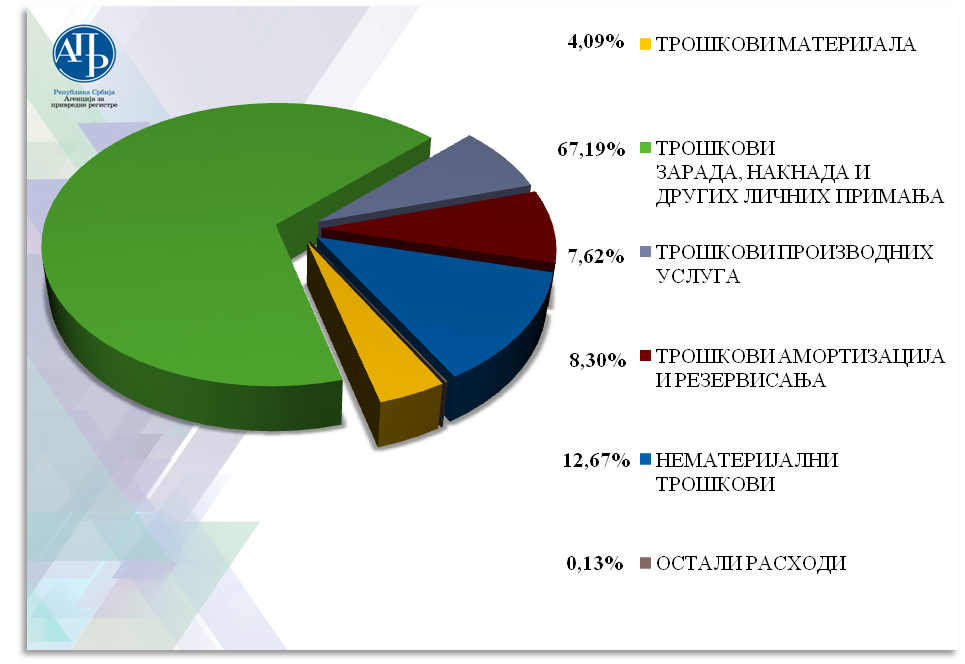 АПР
Република Србија
Агенција за
привредне регистре
4,09% ТРОШКОВИ МАТЕРИЈАЛА
67,19% ТРОШКОВИ
ЗАРАДА, НАКНАДА И
ДРУГИХ ЛИЧНИХ ПРИМАЊА
7,62% ТРОШКОВИ ПРОИЗВОДНИХ
УСЛУГА
8,30% ТРОШКОВИ АМОРТИЗАЦИЈА
И РЕЗЕРВИСАЊА
12,67% НЕМАТЕРИЈАЛНИ
ТРОШКОВИ
0,13% ОСТАЛИ РАСХОДИ